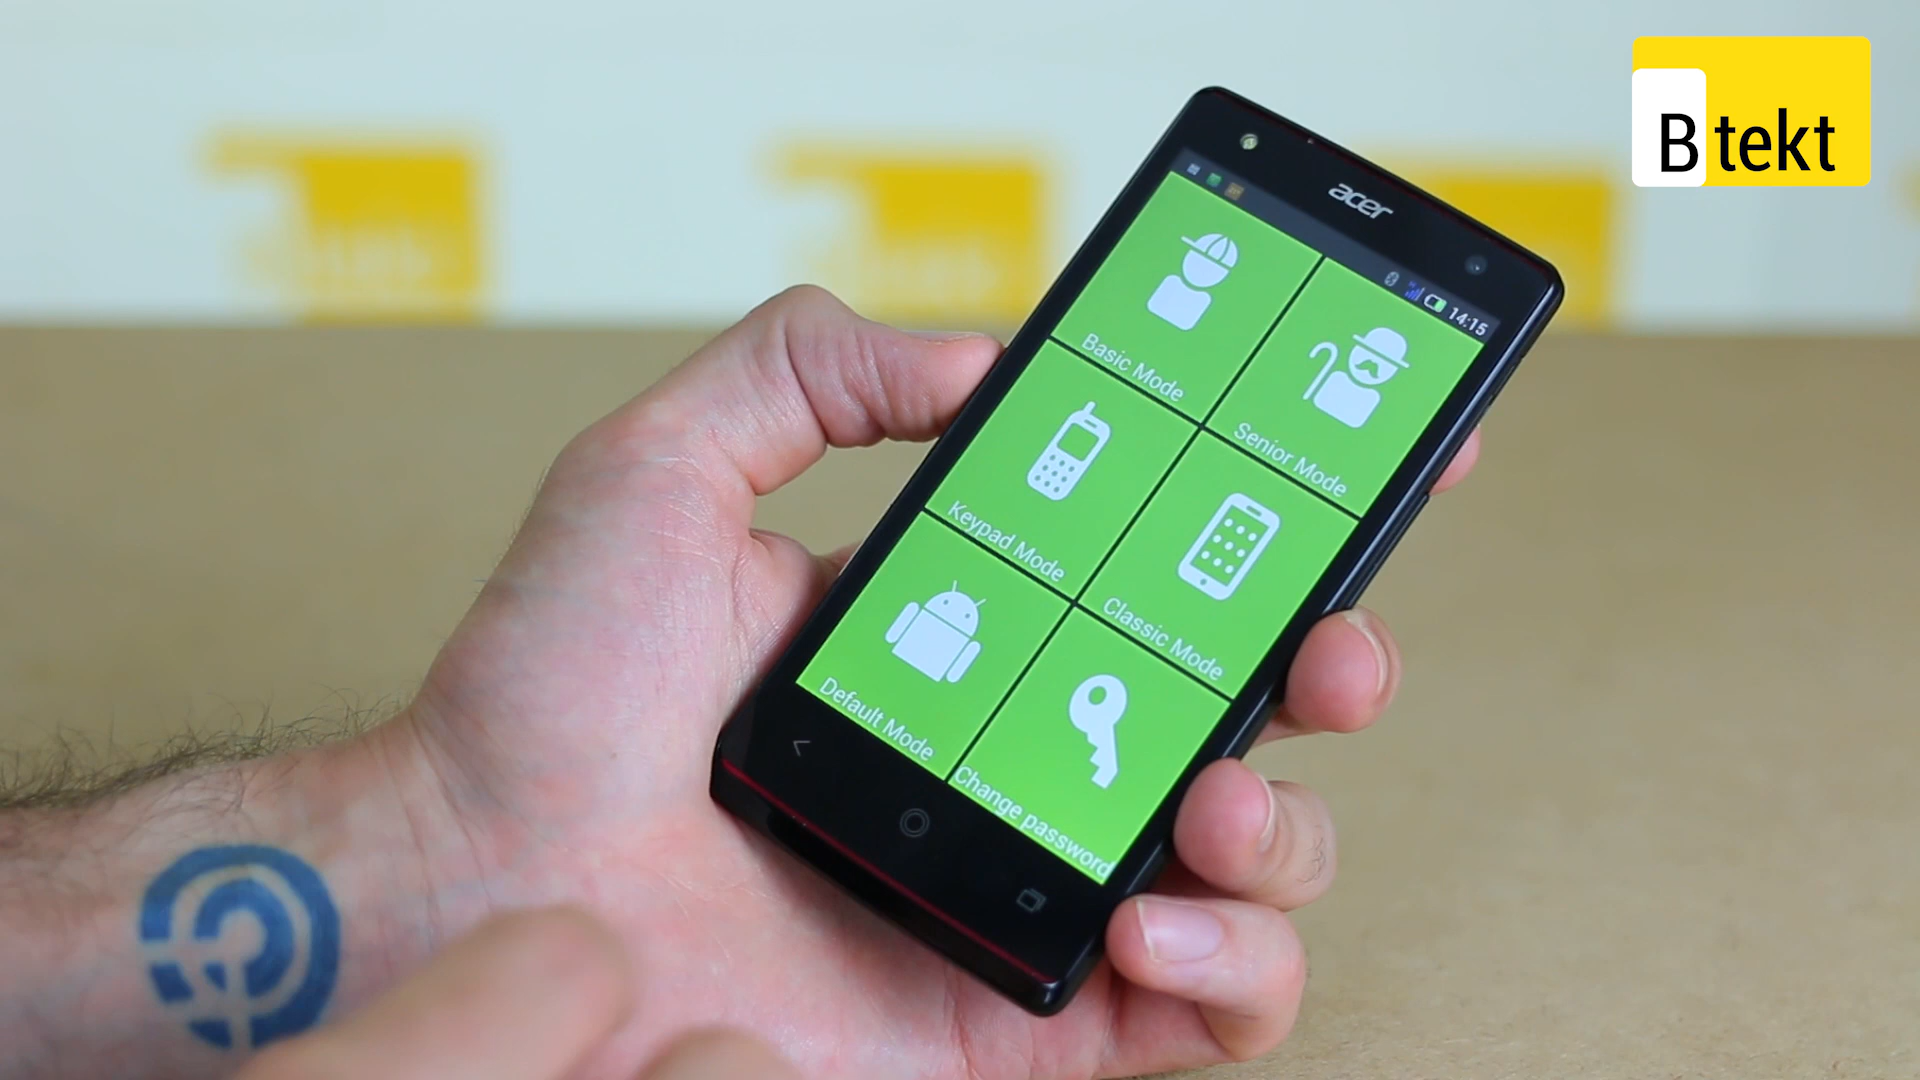 B tekt
acer
14:15
Basic Mode
Senior Mode
Keypad Mode
Classic Mode
Default Mode
Change password